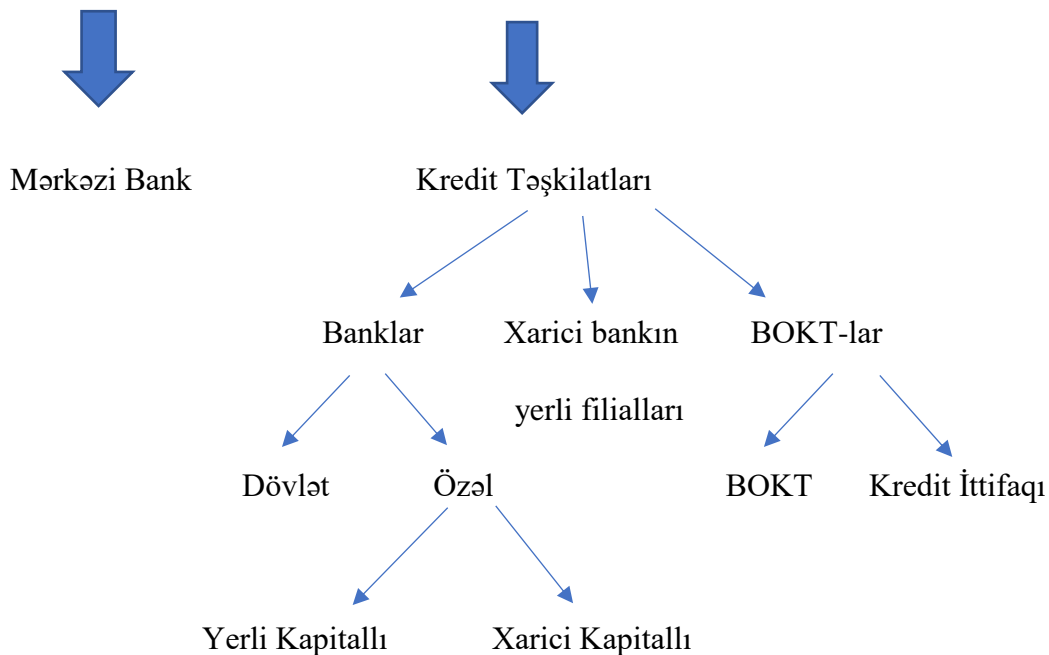 Mərkəzi Bank Kredit Təşkilatları
Banklar Xarici bankın BOKT-lar
yerli filialları
Dövlət Özəl BOKT Kredit İttifaqı
Yerli Kapitallı Xarici Kapitallı